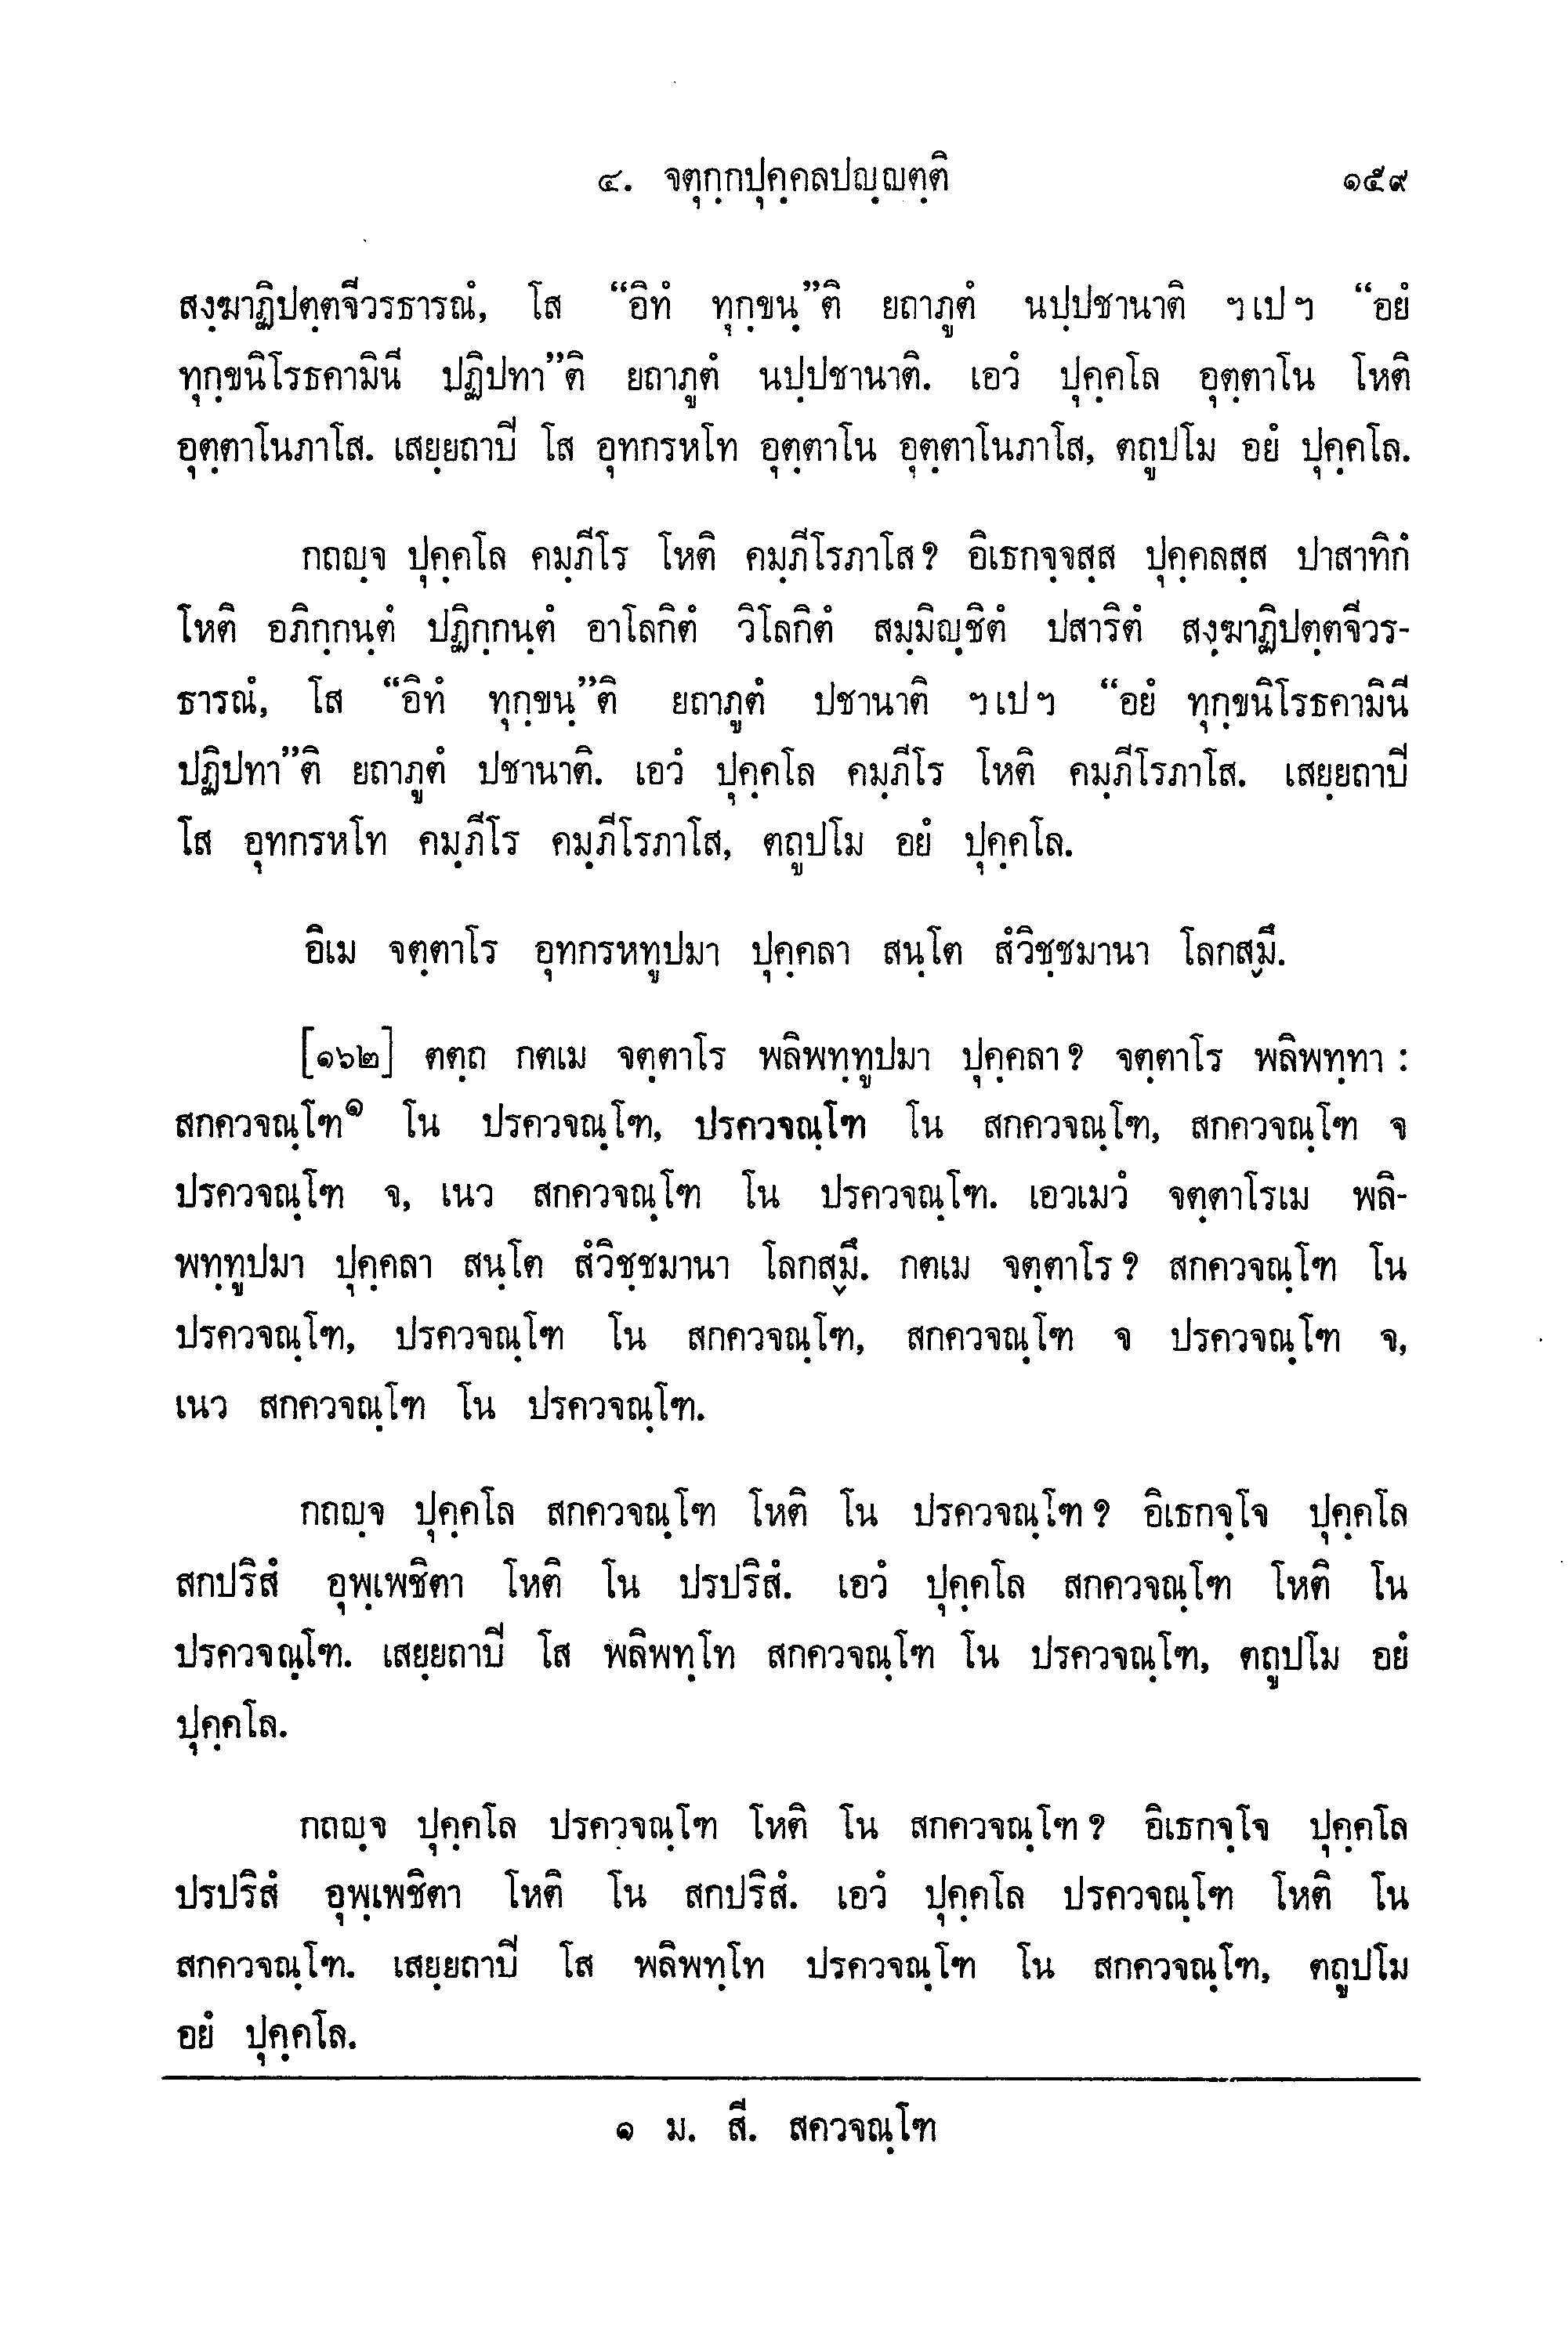 ๔. จตุกฺกปุคฺคลปญฺญตฺติ ๑๕๙
สงฺฆาฏิปตฺตจีวรธารณํ, โส “อิทํ ทุกฺขนฺ”ติ ยถาภูตํ นปฺปชานาติ ฯเปฯ “อยํ
ทุกฺขนิโรธคามินี ปฏิปทา”ติ ยถาภูตํ นปฺปชานาติ. เอวํ ปุคฺคโล อุตฺตาโน โหติ
อุตฺตาโนภาโส. เสยฺยถาปิ โส อุทกรหโท อุตฺตาโน อุตฺตาโนภาโส, ตถูปโม อยํ ปุคฺคโล.
กถญฺจ ปุคฺคโล คมฺภีโร โหติ คมฺภีโรภาโส? อิเธกจฺจสฺส ปุคฺคลสฺส ปาสาทิกํ
โหติ อภิกฺกนฺตํ ปฏิกฺกนฺตํ อาโลกิตํ วิโลกิตํ สมฺมิญฺชิตํ ปสาริตํ สงฺฆาฏิปตฺตจีวร-
ธารณํ, โส “อิทํ ทุกฺขนฺ”ติ ยถาภูตํ ปชานาติ ฯเปฯ “อยํ ทุกฺขนิโรธคามินี
ปฏิปทา”ติ ยถาภูตํ ปชานาติ. เอวํ ปุคฺคโล คมฺภีโร โหติ คมฺภีโรภาโส. เสยฺยถาปิ
โส อุทกรหโท คมฺภีโร คมฺภีโรภาโส, ตถูปโม อยํ ปุคฺคโล.
อิเม จตฺตาโร อุทกรหทูปมา ปุคฺคลา สนฺโต สํวิชฺชมานา โลกสฺมึ.
[๑๖๒] ตตฺถ กตเม จตฺตาโร พลิพทฺทูปมา ปุคฺคลา? จตฺตาโร พลิพทฺทา :
สกควจณฺโฑ๑ โน ปรควจณฺโฑ, ปรควจณฺโฑ โน สกควจณฺโฑ, สกควจณฺโฑ จ
ปรควจณฺโฑ จ, เนว สกควจณฺโฑ โน ปรควจณฺโฑ. เอวเมวํ จตฺตาโรเม พลิ-
พทฺทูปมา ปุคฺคลา สนฺโต สํวิชฺชมานา โลกสฺมึ. กตเม จตฺตาโร? สกควจณฺโฑ โน
ปรควจณฺโฑ, ปรควจณฺโฑ โน สกควจณฺโฑ, สกควจณฺโฑ จ ปรควจณฺโฑ จ,
เนว สกควจณฺโฑ โน ปรควจณฺโฑ.
กถญฺจ ปุคฺคโล สกควจณฺโฑ โหติ โน ปรควจณฺโฑ? อิเธกจฺโจ ปุคฺคโล
สกปริสํ อุพฺเพชิตา โหติ โน ปรปริสํ. เอวํ ปุคฺคโล สกควจณฺโฑ โหติ โน
ปรควจณฺโฑ. เสยฺยถาปิ โส พลิพทฺโท สกควจณฺโฑ โน ปรควจณฺโฑ, ตถูปโม อยํ
ปุคฺคโล.
กถญฺจ ปุคฺคโล ปรควจณฺโฑ โหติ โน สกควจณฺโฑ? อิเธกจฺโจ ปุคฺคโล
ปรปริสํ อุพฺเพชิตา โหติ โน สกปริสํ. เอวํ ปุคฺคโล ปรควจณฺโฑ โหติ โน
สกควจณฺโฑ. เสยฺยถาปิ โส พลิพทฺโท ปรควจณฺโฑ โน สกควจณฺโฑ, ตถูปโม
อยํ ปุคฺคโล.
๑ ม. สี. สควจณฺโฑ